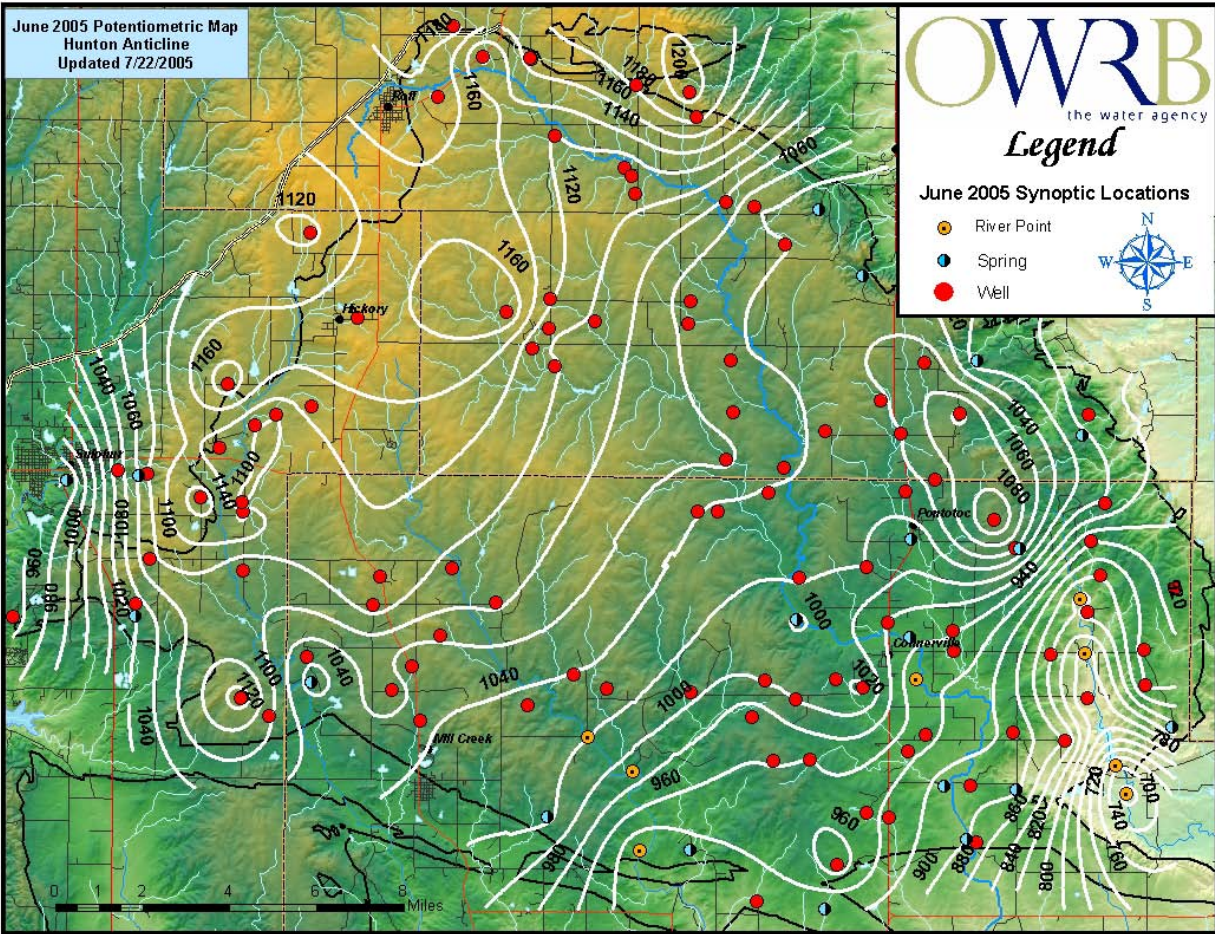 June 2005 Potentiometric Map
Hunton Anticline
Updated 7/22/2005
OWRB
the water agency
Legend
June 2005 Synoptic Locations
River Point
Spring
Well
N
W E
S
1180
1200
1180
1160
1160
1140
1060
Roff
1120
1120
1160
Hickory
1160
1040
1060
1040
1060
1080
Sulphur
1100
1140
1000
1080
1100
Pontotoc
960
980
1020
940
920
1000
Connerville
1100
1120
1040
1040
1000
1020
1040
Mill Creek
960
780
720
700
740
760
960
980
900
880
860
820
840
800
0 1 2 4 6 8
Miles